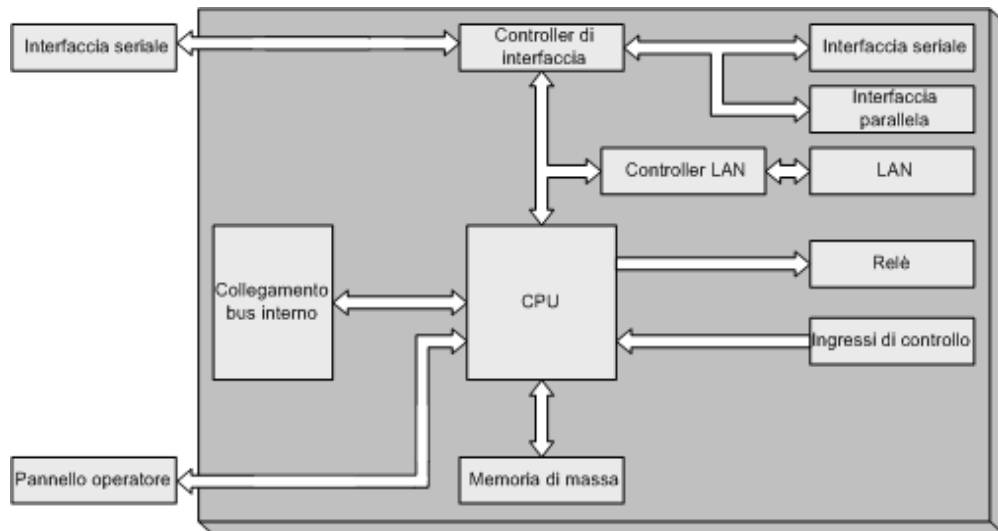 Interfaccia seriale
Controller di
interfaccia
Interfaccia seriale
Interfaccia
parallela
Controller LAN
LAN
Collegamento
bus interno
CPU
Relè
Ingressi di controllo
Pannello operatore
Memoria di massa